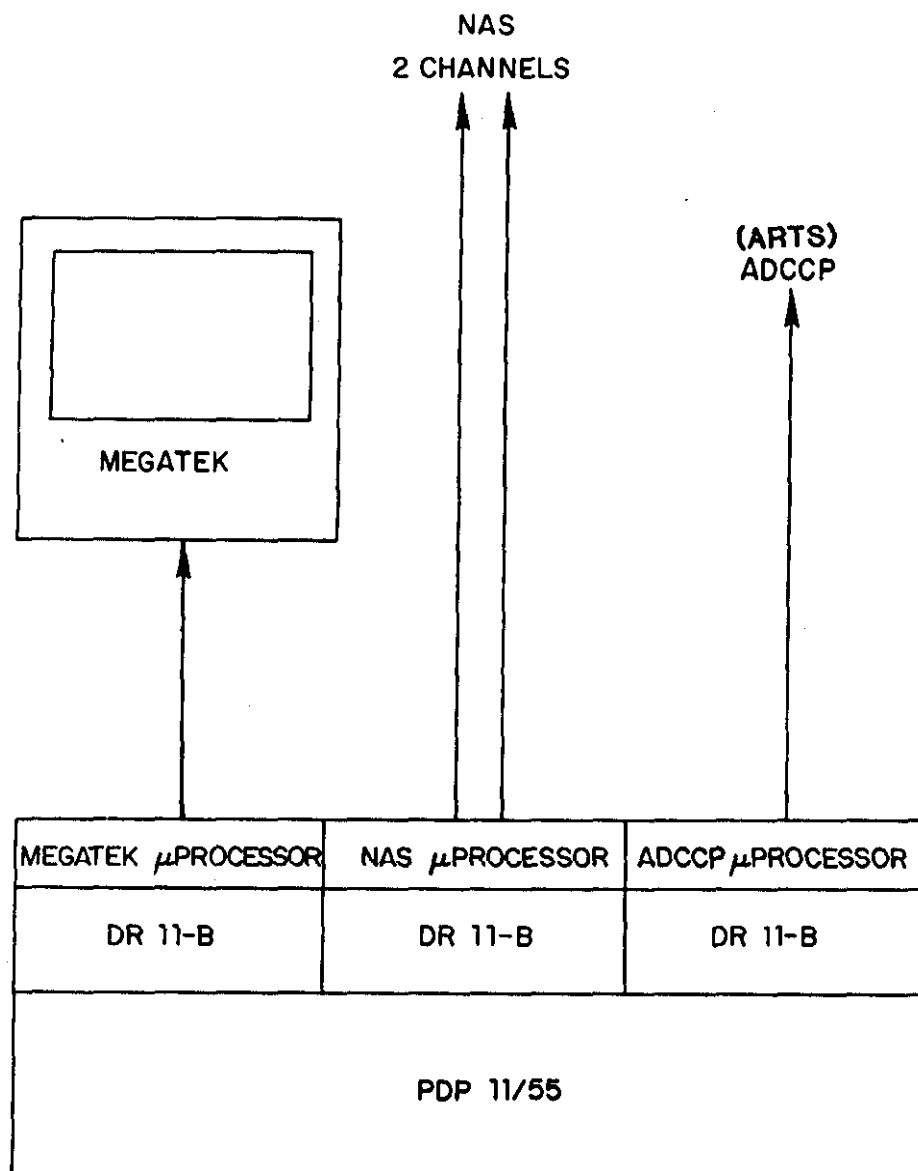 NAS
2 CHANNELS
(ARTS)
ADCCP
MEGATEK
MEGATEK μPROCESSOR
NAS μPROCESSOR
ADCCP μPROCESSOR
DR 11-B
DR 11-B
DR 11-B
PDP 11/55